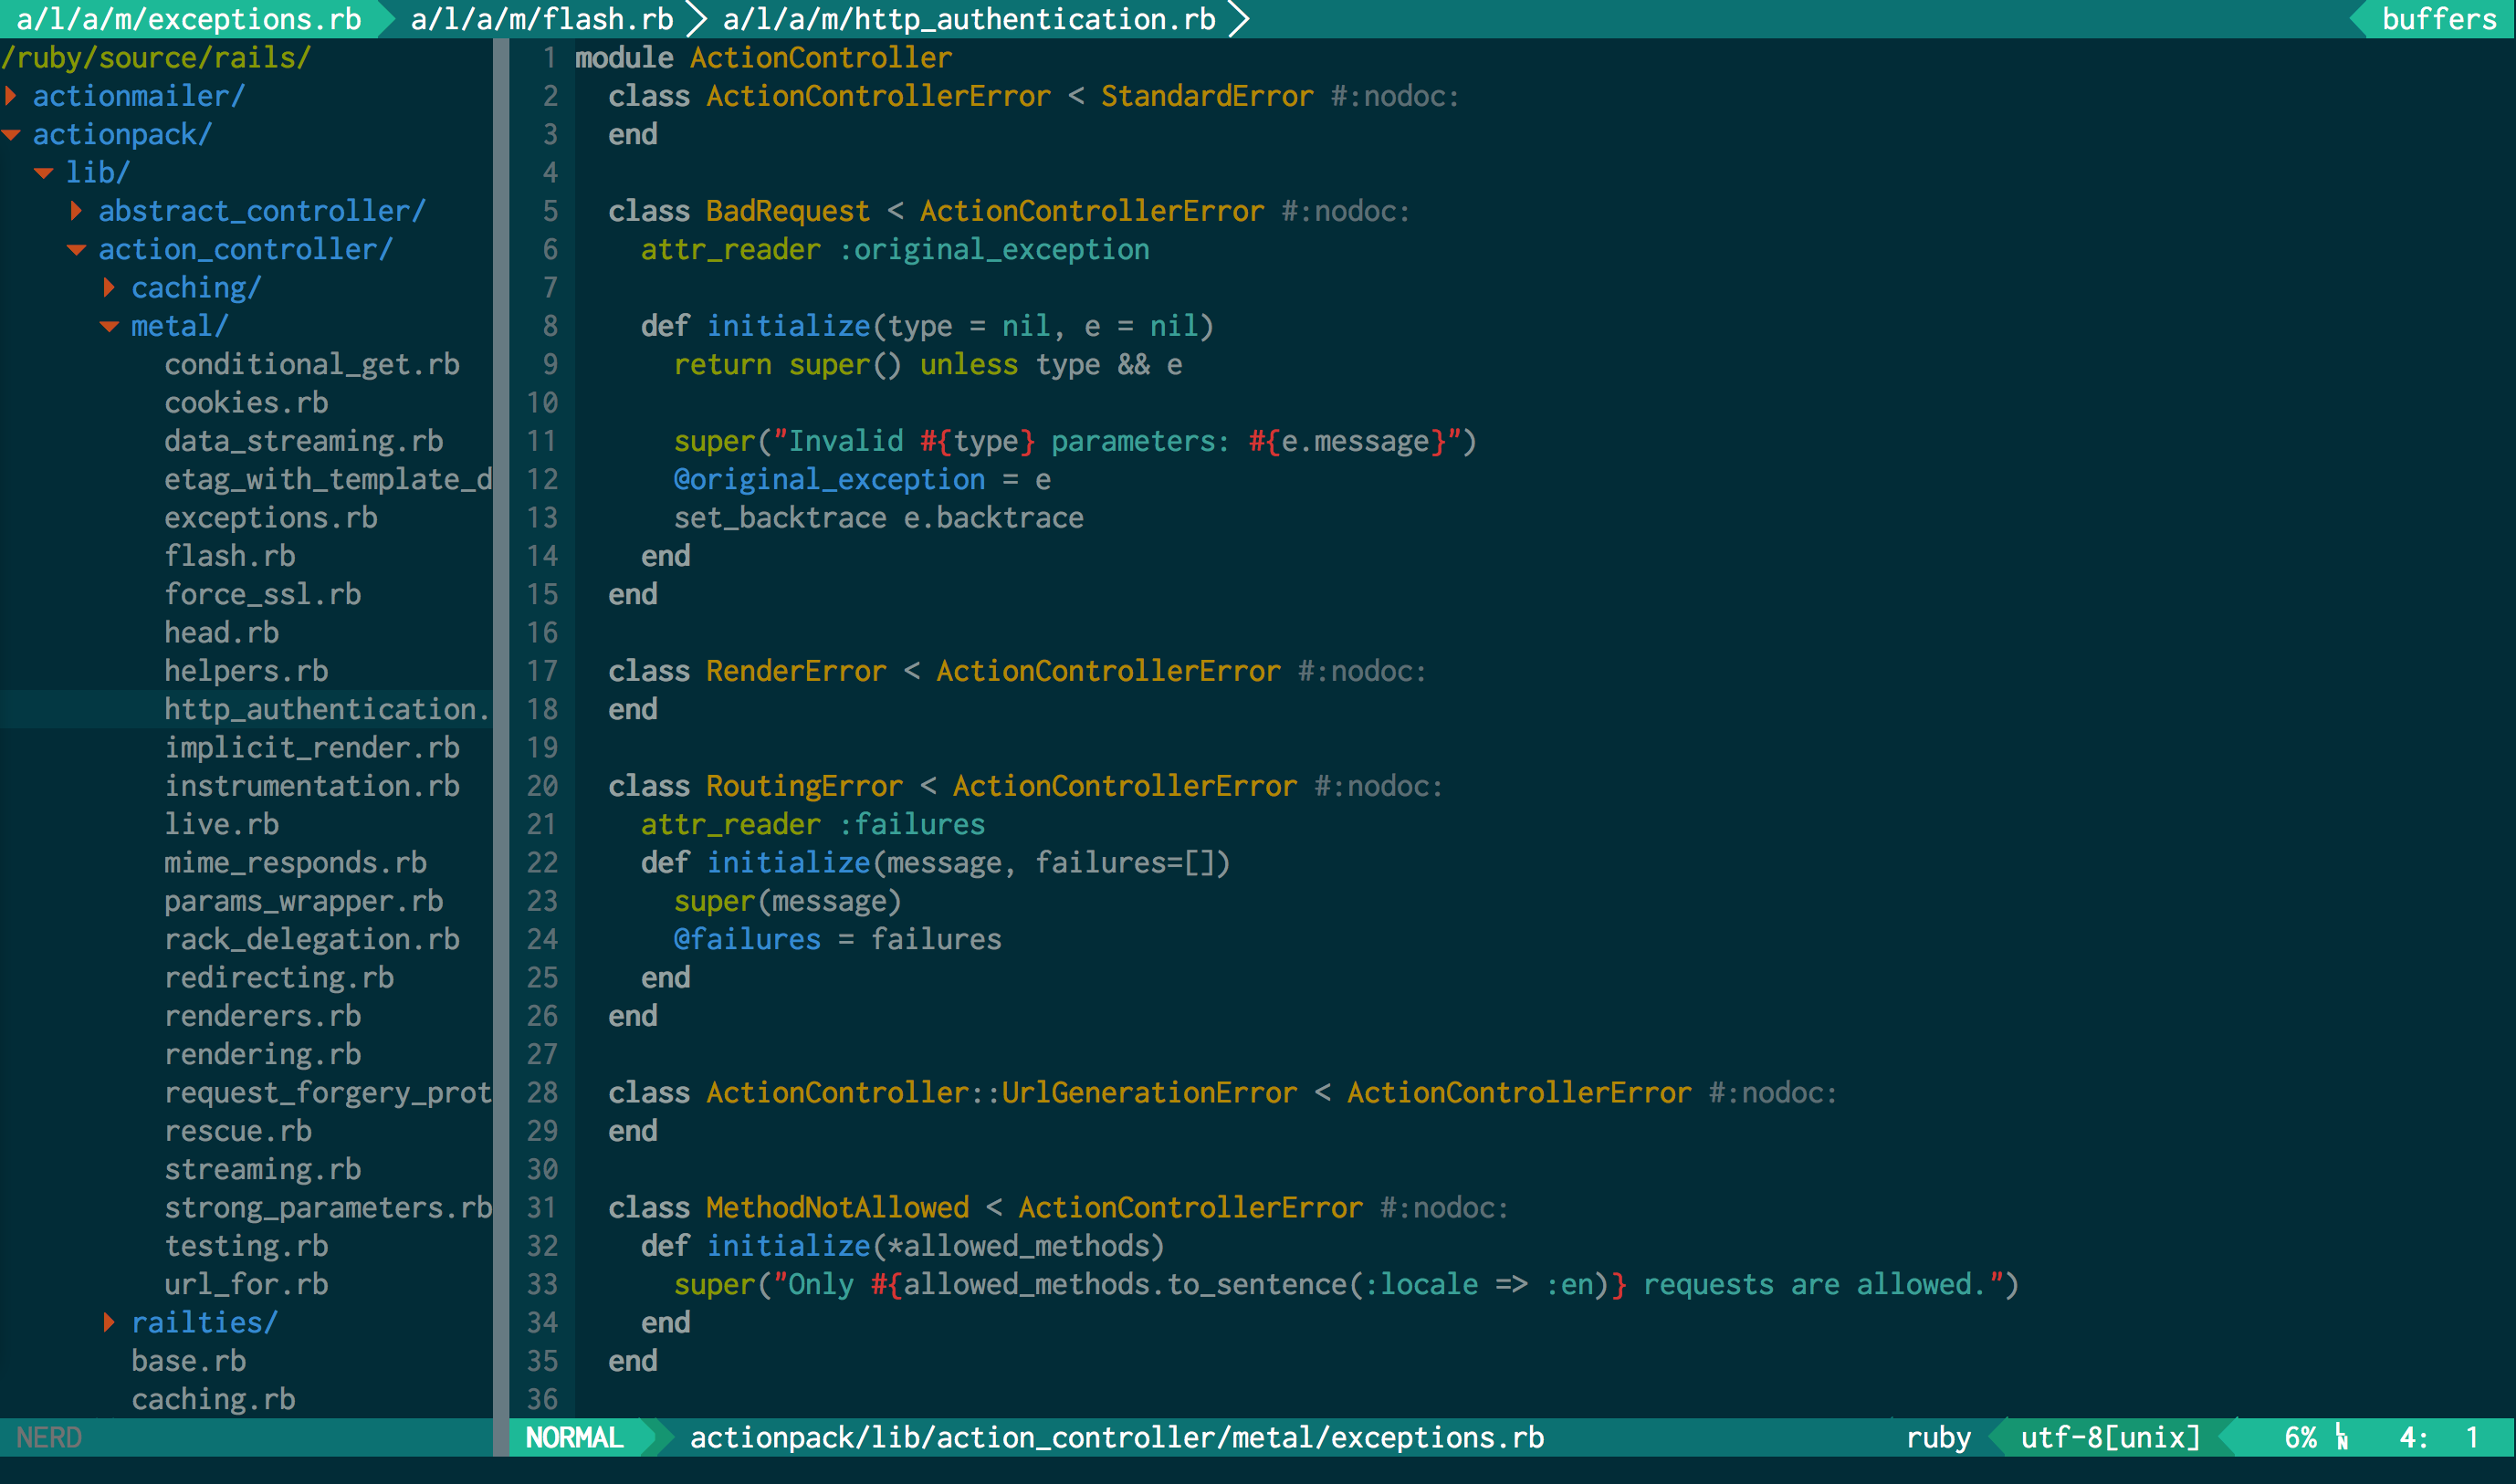 a/l/a/m/exceptions.rb a/l/a/m/flash.rb a/l/a/m/http_authentication.rb buffers
/ruby/source/rails/
actionmailer/
actionpack/
lib/
abstract_controller/
action_controller/
caching/
metal/
conditional_get.rb
cookies.rb
data_streaming.rb
etag_with_template_d
exceptions.rb
flash.rb
force_ssl.rb
head.rb
helpers.rb
http_authentication.
implicit_render.rb
instrumentation.rb
live.rb
mime_responds.rb
params_wrapper.rb
rack_delegation.rb
redirecting.rb
renderers.rb
rendering.rb
request_forgery_prot
rescue.rb
streaming.rb
strong_parameters.rb
testing.rb
url_for.rb
railties/
base.rb
caching.rb
NERD
1 module ActionController
2   class ActionControllerError < StandardError #:nodoc:
3   end
4
5   class BadRequest < ActionControllerError #:nodoc:
6     attr_reader :original_exception
7
8     def initialize(type = nil, e = nil)
9       return super() unless type && e
10
11       super("Invalid #{type} parameters: #{e.message}")
12       @original_exception = e
13       set_backtrace e.backtrace
14     end
15   end
16
17   class RenderError < ActionControllerError #:nodoc:
18   end
19
20   class RoutingError < ActionControllerError #:nodoc:
21     attr_reader :failures
22     def initialize(message, failures=[])
23       super(message)
24       @failures = failures
25     end
26   end
27
28   class ActionController::UrlGenerationError < ActionControllerError #:nodoc:
29   end
30
31   class MethodNotAllowed < ActionControllerError #:nodoc:
32     def initialize(*allowed_methods)
33       super("Only #{allowed_methods.to_sentence(:locale => :en)} requests are allowed.")
34     end
35   end
36
NORMAL actionpack/lib/action_controller/metal/exceptions.rb ruby utf-8[unix] 6% LN 4: 1